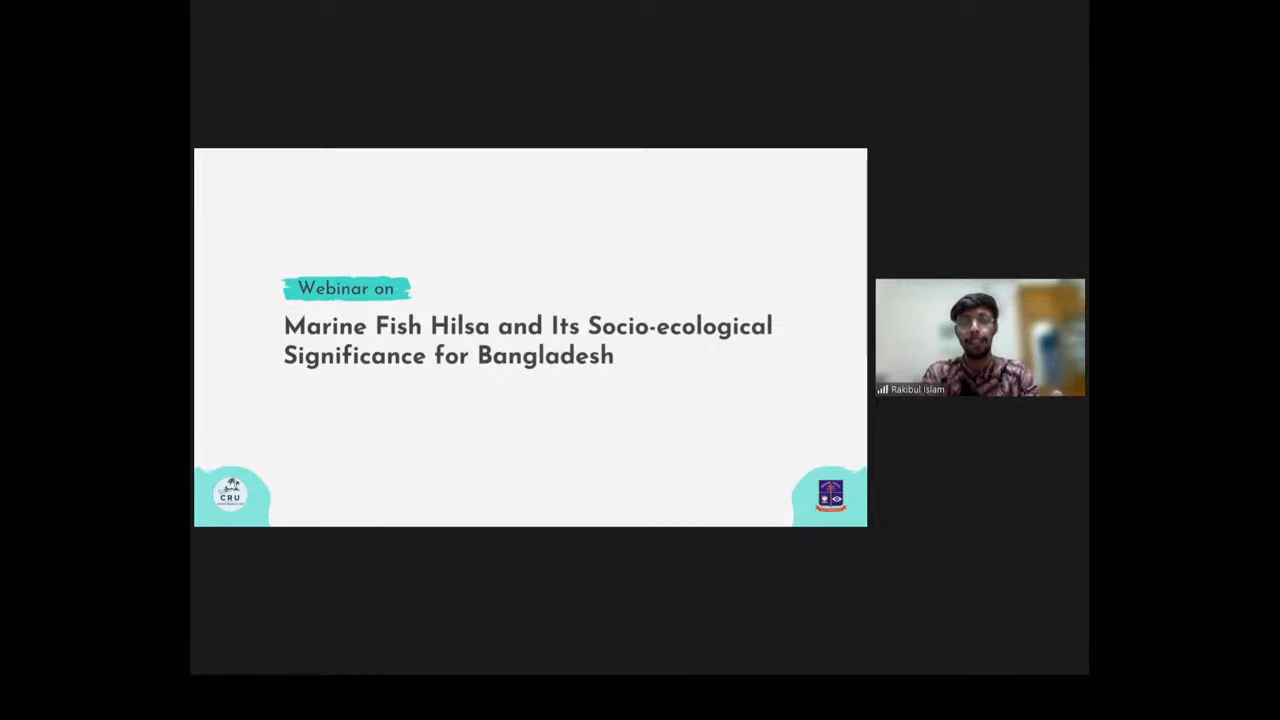 Webinar on
Marine Fish Hilsa and Its Socio-ecological
Significance for Bangladesh
Rakibul Islam
CRU